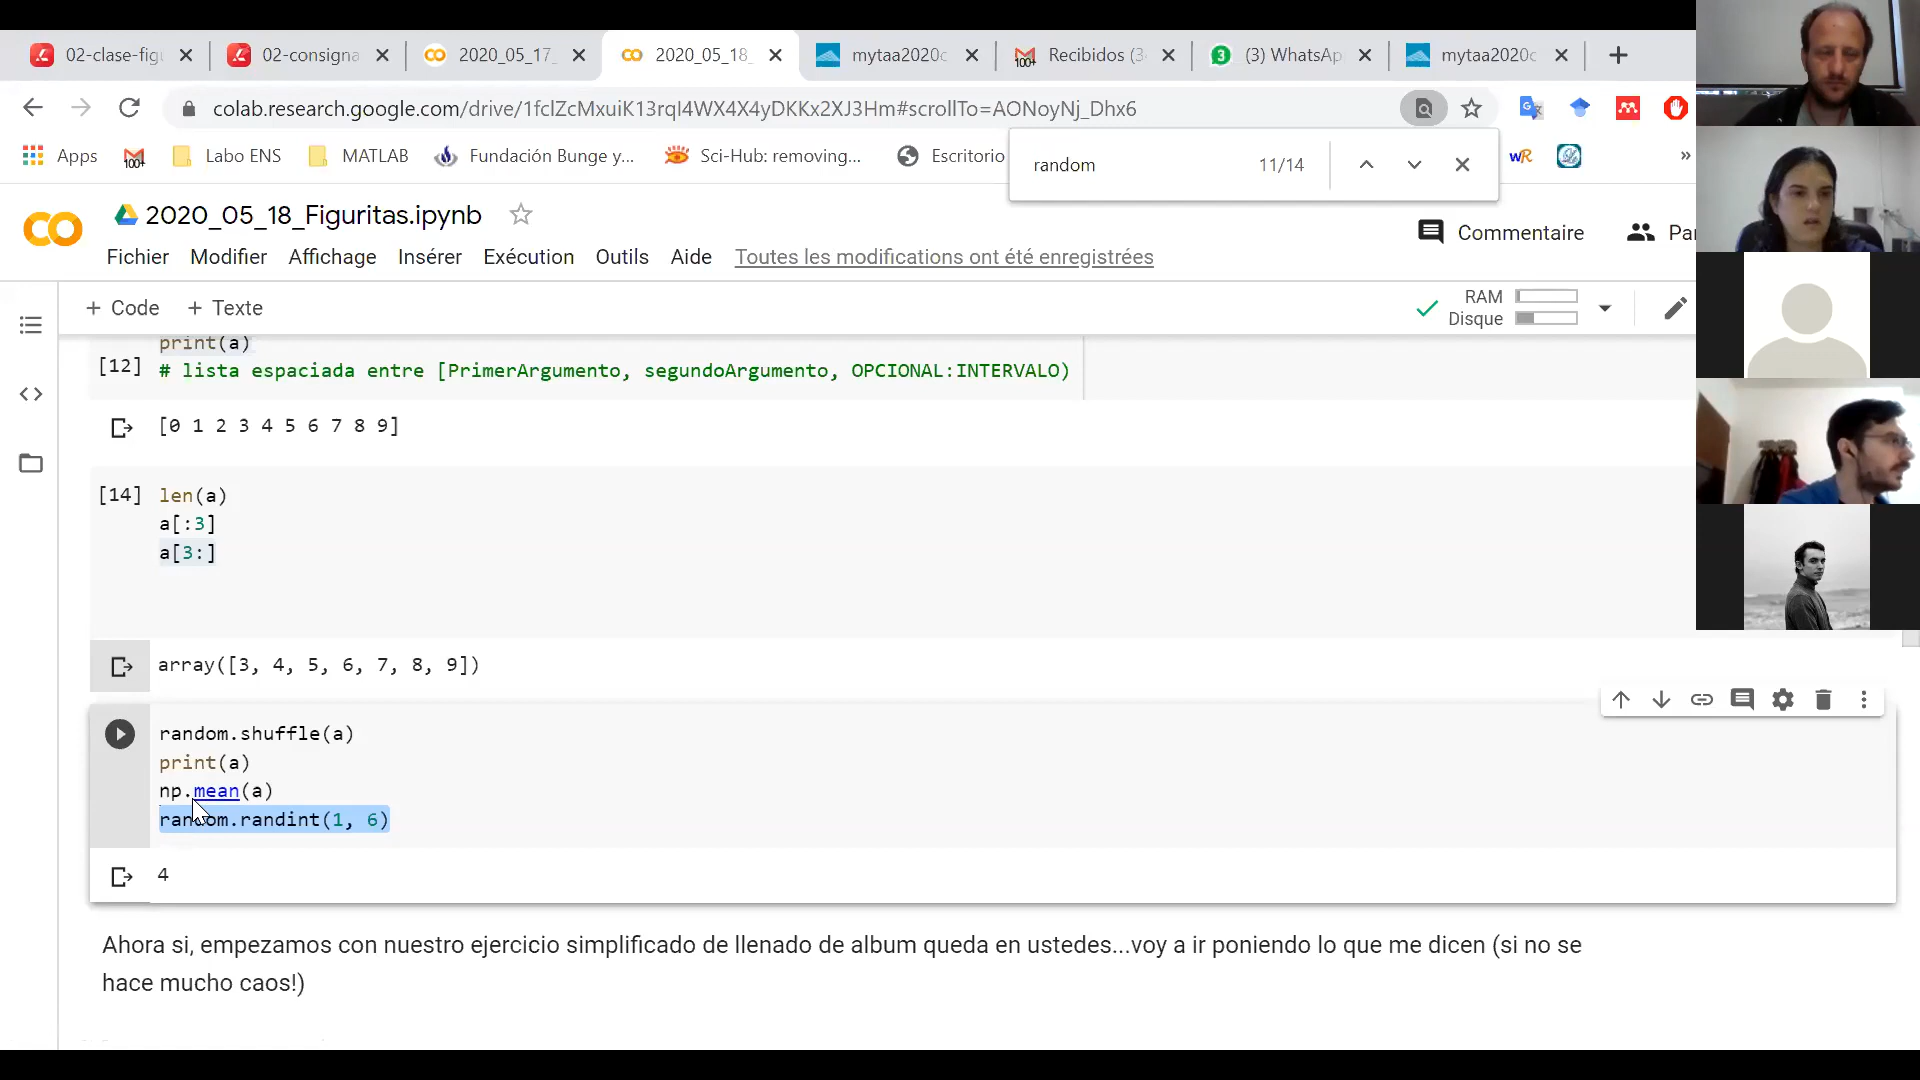 02-clase-fig
02-consigna
2020_05_17_
2020_05_18_
mytaa2020c
Recibidos (3
(3) WhatsAp
mytaa2020c
colab.research.google.com/drive/1fclZcMxuiK13rqI4WX4X4yDKKx2XJ3Hm#scrollTo=AONoyNj_Dhx6
Apps
100+
Labo ENS
MATLAB
Fundación Bunge y...
Sci-Hub: removing...
Escritorio
random
11/14
2020_05_18_Figuritas.ipynb
Commentaire
Par
Fichier Modifier Affichage Insérer Exécution Outils Aide Toutes les modifications ont été enregistrées
+ Code + Texte
RAM
Disque
print(a)
[12] # lista espaciada entre [PrimerArgumento, segundoArgumento, OPCIONAL:INTERVALO)
[0 1 2 3 4 5 6 7 8 9]
[14] len(a)
a[:3]
a[3:]
array([3, 4, 5, 6, 7, 8, 9])
random.shuffle(a)
print(a)
np.mean(a)
random.randint(1, 6)
4
Ahora si, empezamos con nuestro ejercicio simplificado de llenado de album queda en ustedes...voy a ir poniendo lo que me dicen (si no se
hace mucho caos!)